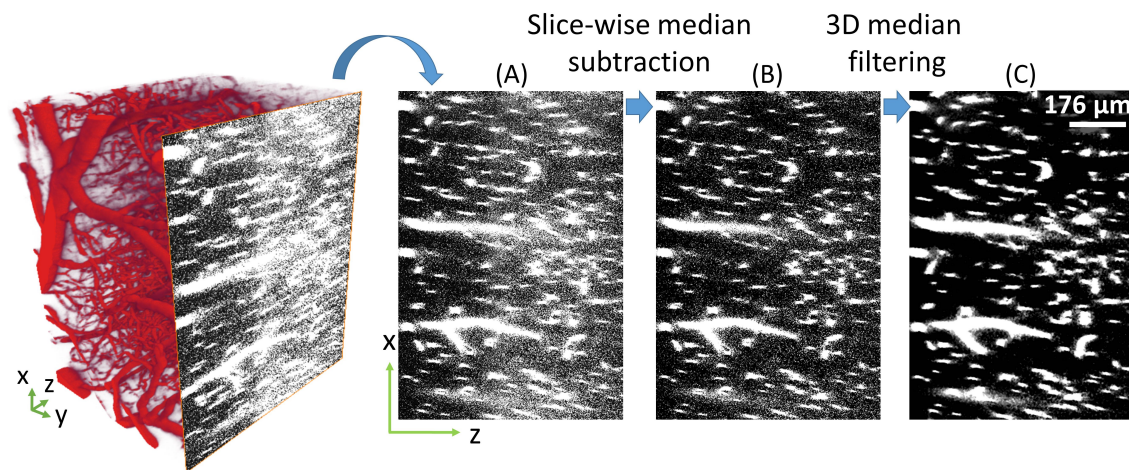 Slice-wise median
subtraction
3D median
filtering
(A)
(B)
(C)
176 μm
x
z
y
x
z